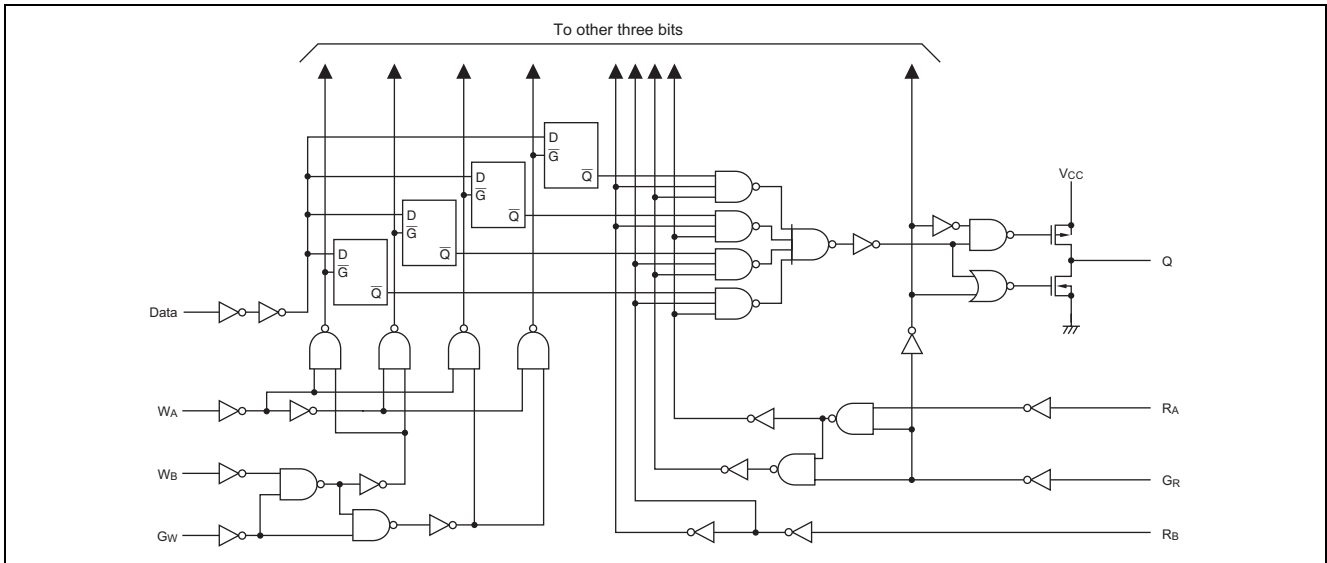 To other three bits
D
G̅
Q̅
D
G̅
Q̅
VCC
D
G̅
Q̅
Q
D
G̅
Q̅
Data
WA
RA
WB
GR
GW
RB